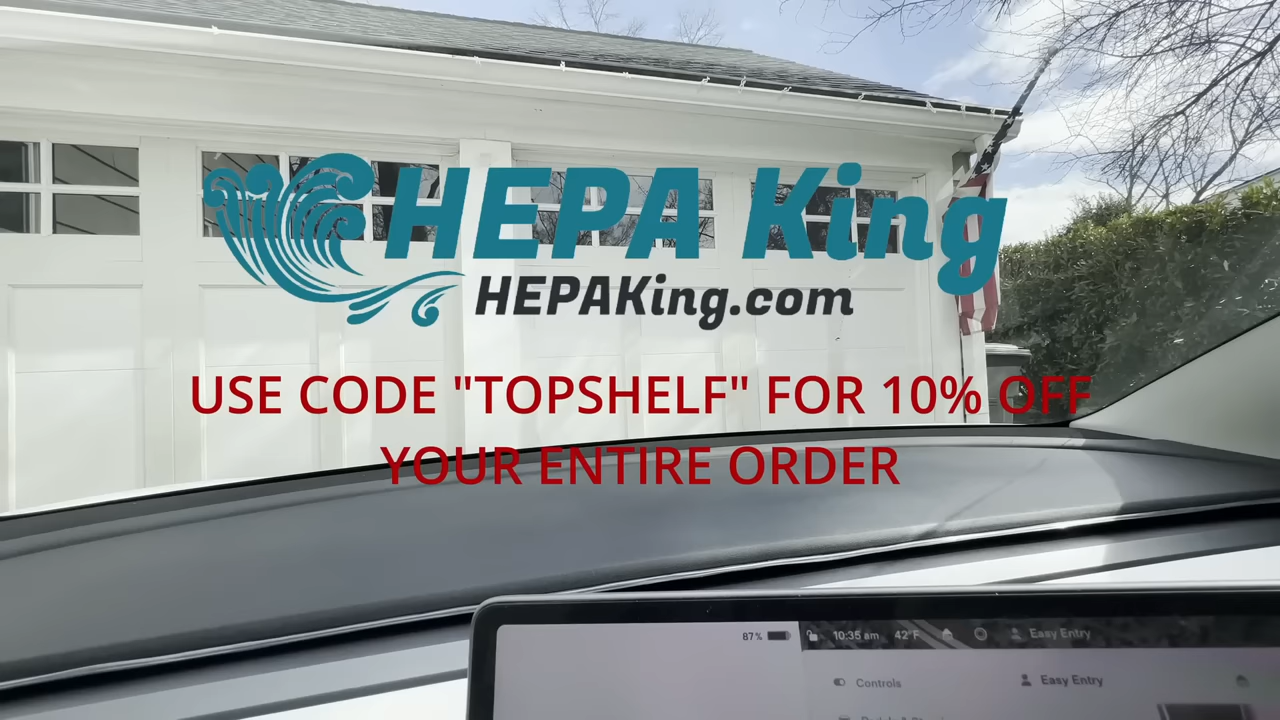 HEPA King
HEPAKing.com
USE CODE "TOPSHELF" FOR 10% OFF
YOUR ENTIRE ORDER
87% 10:35 am 42°F Easy Entry
Controls Easy Entry